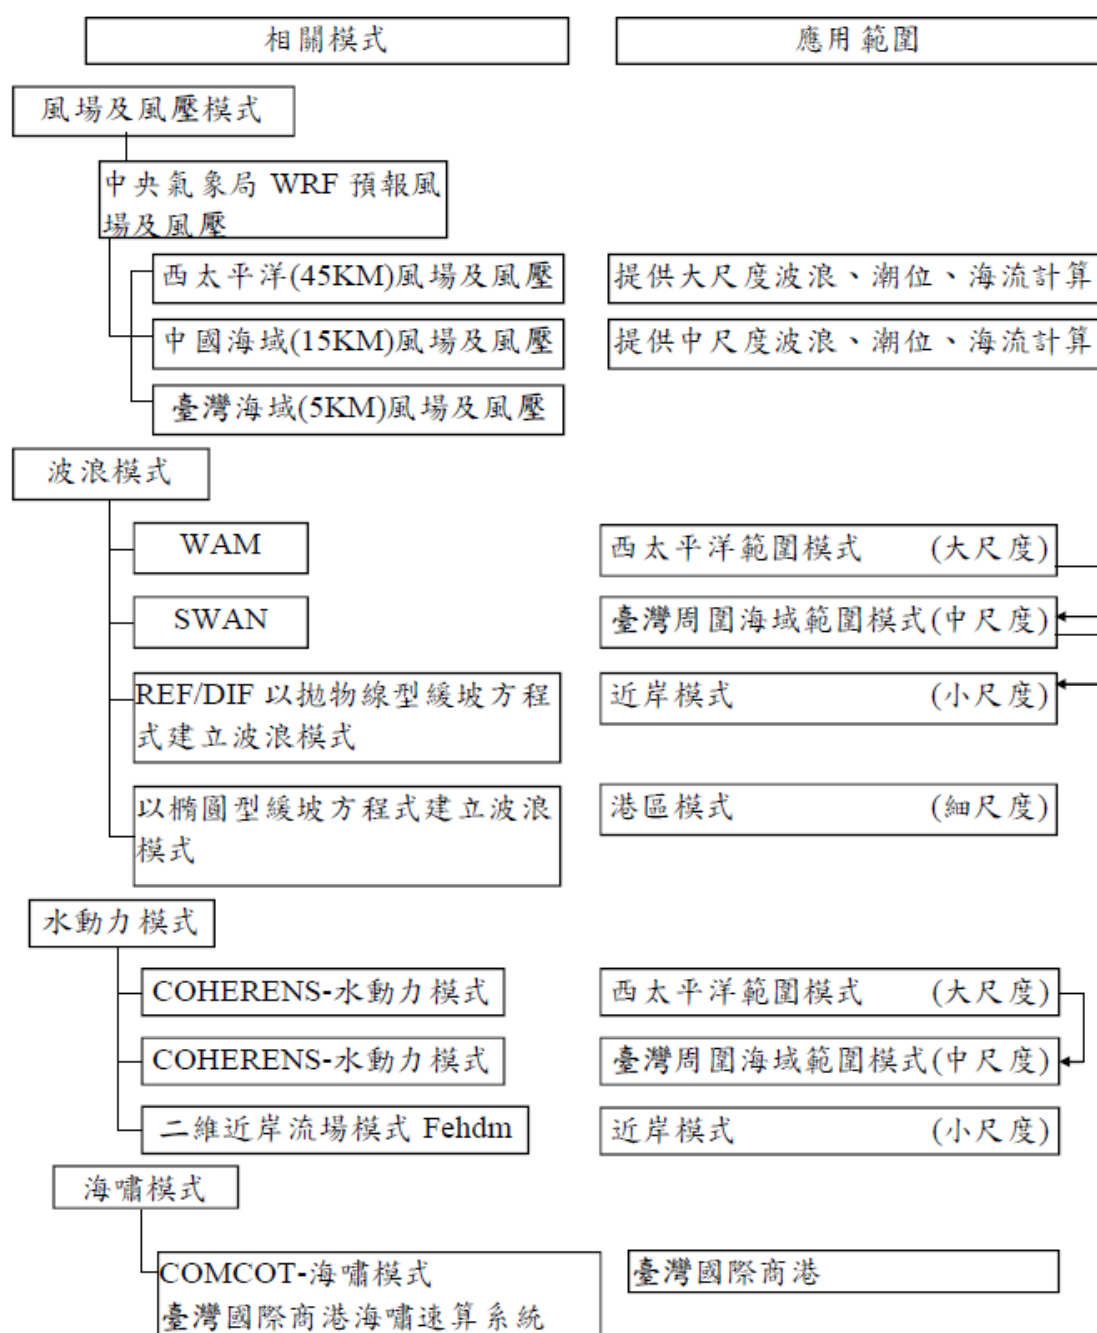 相關模式
應用範圍
風場及風壓模式
中央氣象局 WRF 預報風
場及風壓
西太平洋(45KM)風場及風壓
提供大尺度波浪、潮位、海流計算
中國海域(15KM)風場及風壓
提供中尺度波浪、潮位、海流計算
臺灣海域(5KM)風場及風壓
波浪模式
WAM
西太平洋範圍模式 (大尺度)
SWAN
臺灣周圍海域範圍模式(中尺度)
REF/DIF 以拋物線型緩坡方程
式建立波浪模式
近岸模式 (小尺度)
以橢圓型緩坡方程式建立波浪
模式
港區模式 (細尺度)
水動力模式
COHERENS-水動力模式
西太平洋範圍模式 (大尺度)
COHERENS-水動力模式
臺灣周圍海域範圍模式(中尺度)
二維近岸流場模式 Fehdm
近岸模式 (小尺度)
海嘯模式
COMCOT-海嘯模式
臺灣國際商港海嘯速算系統
臺灣國際商港